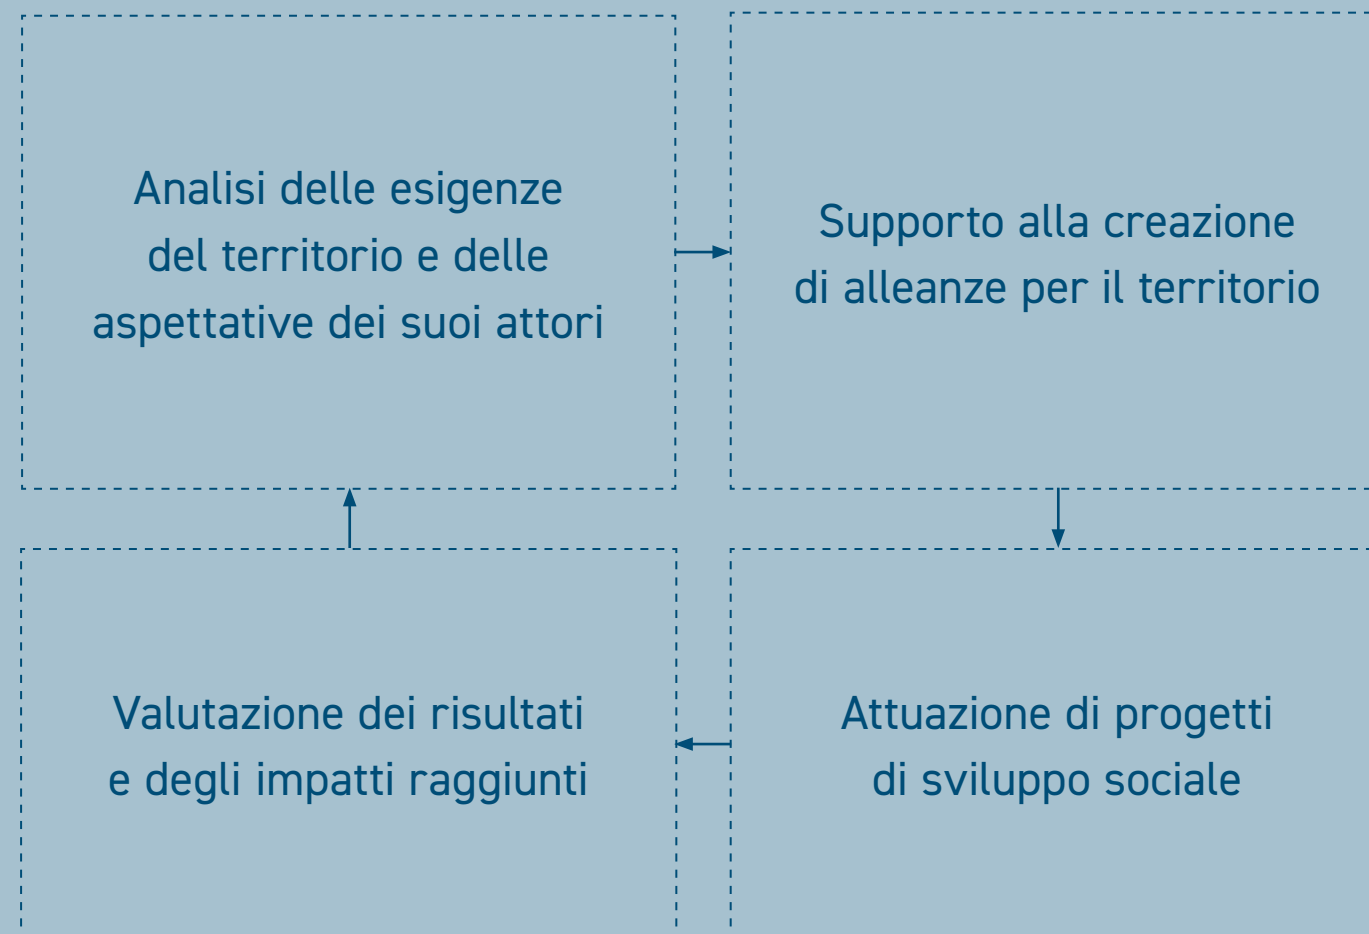 Analisi delle esigenze
del territorio e delle
aspettative dei suoi attori
Supporto alla creazione
di alleanze per il territorio
Valutazione dei risultati
e degli impatti raggiunti
Attuazione di progetti
di sviluppo sociale